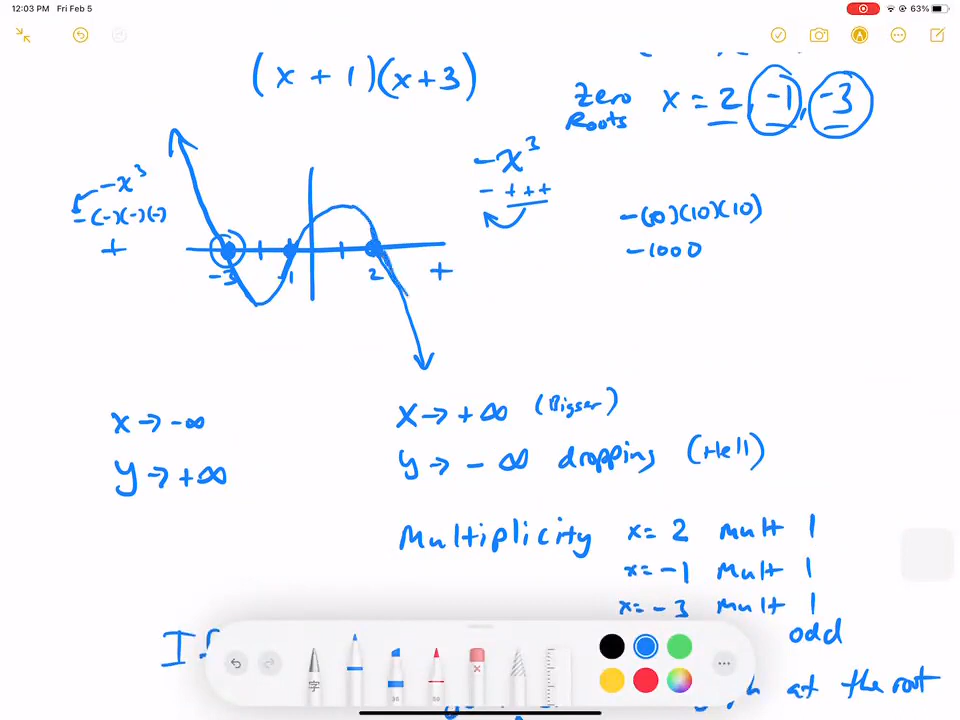 12:03 PM Fri Feb 5
63%
(x + 1)(x+3)
Zero
Roots
x = 2, -1, -3
-x³
- + + +
-x³
-(-)(-)(-)
+
-(10)(10)(10)
-1000
-3
-1
2
+
x → -∞
y → +∞
x → +∞ (Bigger)
y → - ∞ dropping (Hell)
Multiplicity
x= 2 mult 1
x= -1 mult 1
x= -3 mult 1
odd
at the root